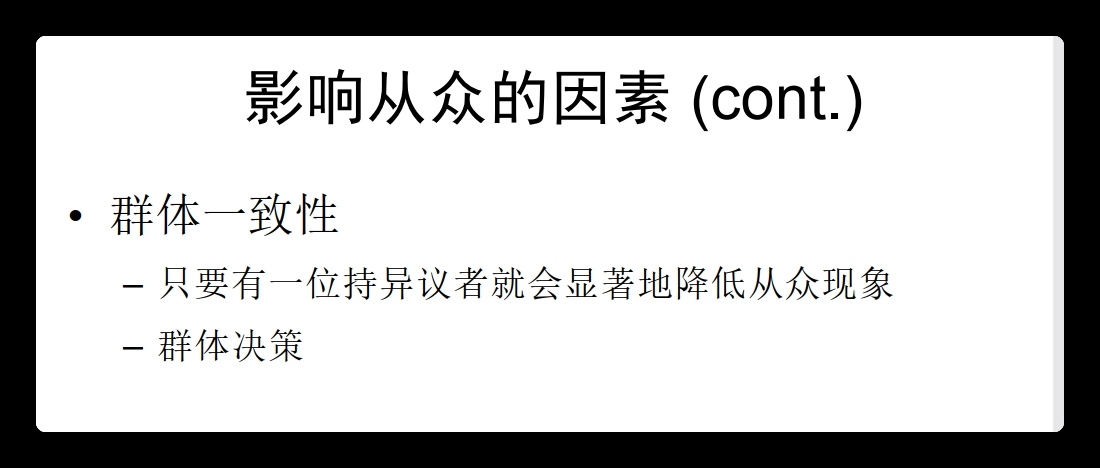 影响从众的因素 (cont.)
• 群体一致性
– 只要有一位持异议者就会显著地降低从众现象
– 群体决策